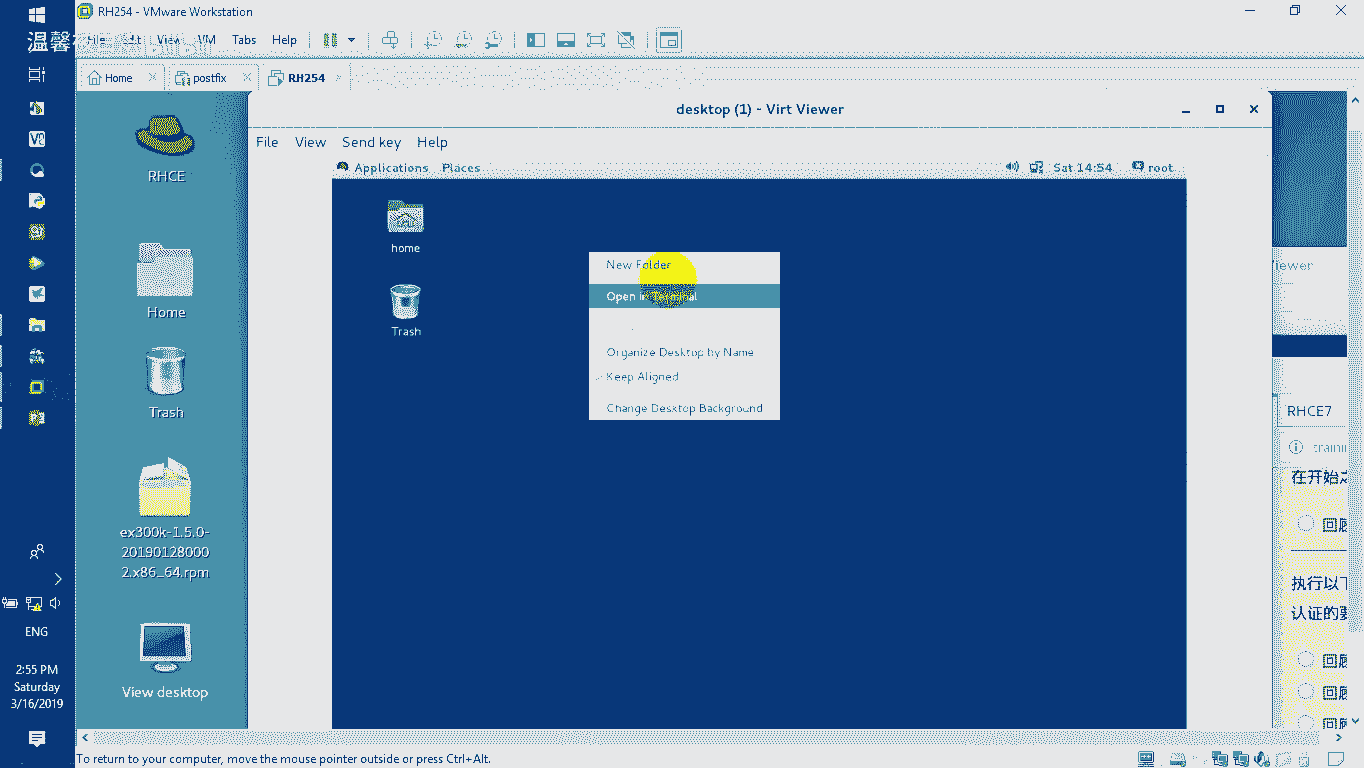 RH254 - VMware Workstation
温馨
View VM Tabs Help
Home
postfix
RH254
desktop (1) - Virt Viewer
File View Send key Help
Applications Places
Sat 14:54
root
RHCE
Home
Trash
ex300k-1.5.0-
20190128000
2.x86_64.rpm
View desktop
home
Trash
New Folder
Open in Terminal
Organize Desktop by Name
Keep Aligned
Change Desktop Background
iewer
RHCE7
在开始
执行以下
认证的
ENG
2:55 PM
Saturday
3/16/2019
To return to your computer, move the mouse pointer outside or press Ctrl+Alt.